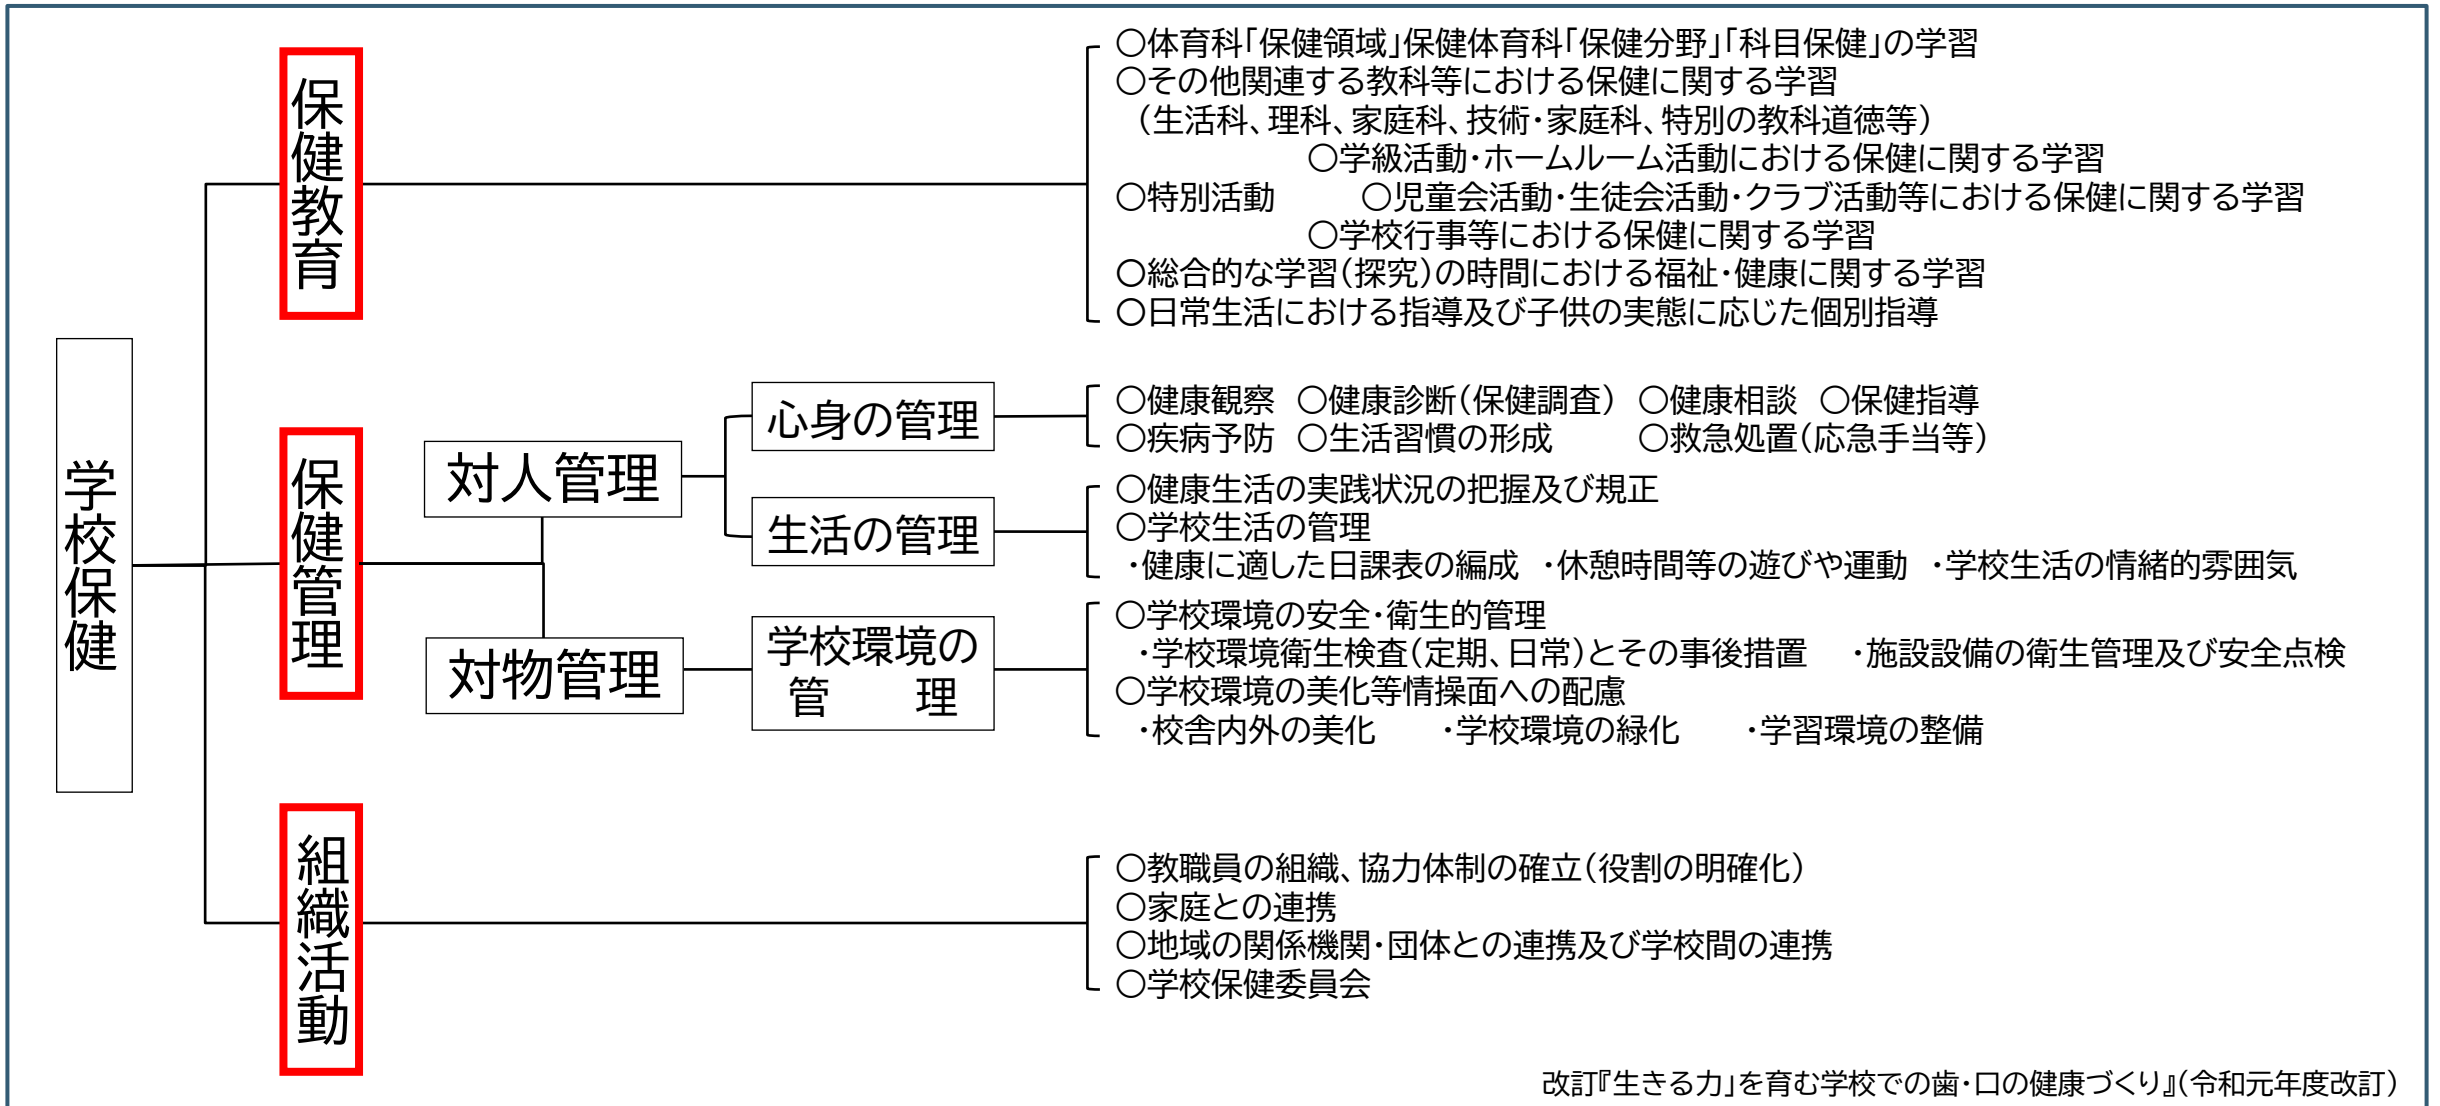 学校保健
保健教育
○体育科「保健領域」保健体育科「保健分野」「科目保健」の学習
○その他関連する教科等における保健に関する学習
（生活科、理科、家庭科、技術・家庭科、特別の教科道徳等）
○学級活動・ホームルーム活動における保健に関する学習
○特別活動　○児童会活動・生徒会活動・クラブ活動等における保健に関する学習
○学校行事等における保健に関する学習
○総合的な学習（探究）の時間における福祉・健康に関する学習
○日常生活における指導及び子供の実態に応じた個別指導
保健管理
対人管理
心身の管理
○健康観察　○健康診断（保健調査）　○健康相談　○保健指導
○疾病予防　○生活習慣の形成　○救急処置（応急手当等）
生活の管理
○健康生活の実践状況の把握及び規正
○学校生活の管理
・健康に適した日課表の編成　・休憩時間等の遊びや運動　・学校生活の情緒的雰囲気
対物管理
学校環境の
管　理
○学校環境の安全・衛生的管理
・学校環境衛生検査（定期、日常）とその事後措置　・施設設備の衛生管理及び安全点検
○学校環境の美化等情操面への配慮
・校舎内外の美化　・学校環境の緑化　・学習環境の整備
組織活動
○教職員の組織、協力体制の確立（役割の明確化）
○家庭との連携
○地域の関係機関・団体との連携及び学校間の連携
○学校保健委員会
改訂『生きる力」を育む学校での歯・口の健康づくり』（令和元年度改訂）